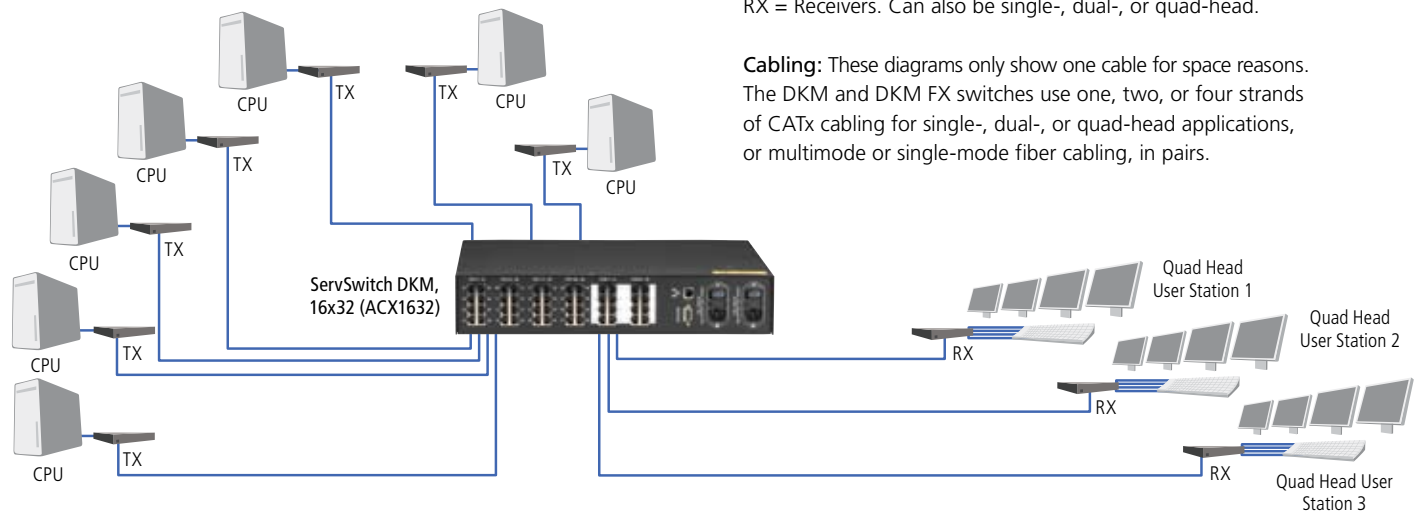 RX = Receivers. Can also be single-, dual-, or quad-head.
Cabling: These diagrams only show one cable for space reasons.
The DKM and DKM FX switches use one, two, or four strands
of CATx cabling for single-, dual-, or quad-head applications,
or multimode or single-mode fiber cabling, in pairs.
CPU
TX
TX
CPU
CPU
TX
TX
CPU
CPU
TX
ServSwitch DKM,
16x32 (ACX1632)
CPU
TX
CPU
TX
Quad Head
User Station 1
RX
Quad Head
User Station 2
RX
RX
Quad Head User
Station 3